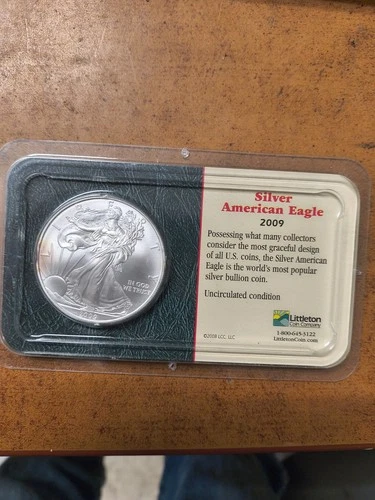 Silver
American Eagle
2009
Possessing what many collectors
consider the most graceful design
of all U.S. coins, the Silver American
Eagle is the world's most popular
silver bullion coin.
Uncirculated condition
Littleton
Coin Company
1-800-645-3122
LittletonCoin.com
©2009 LCC, LLC
IN GOD
WE TRUST